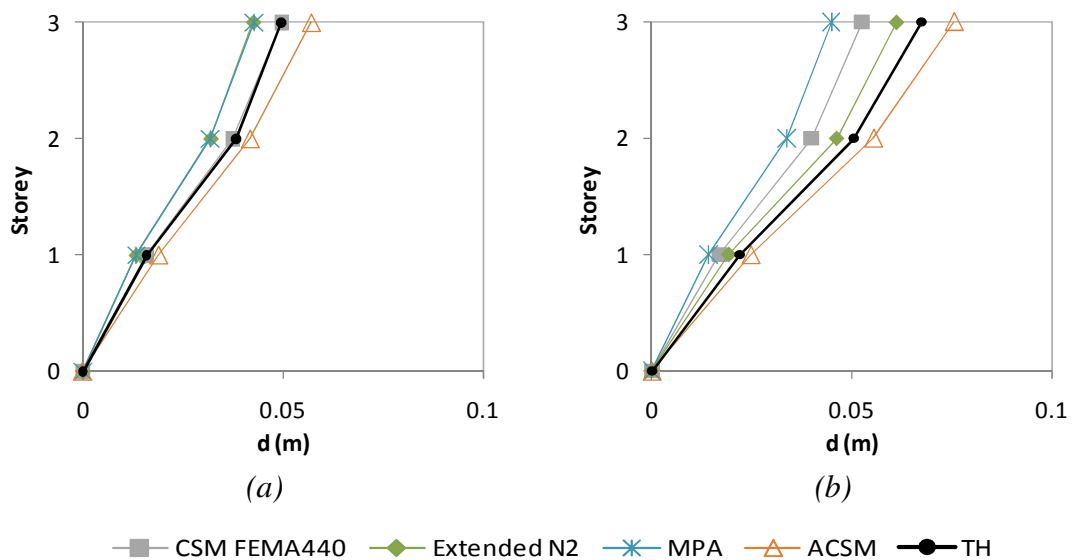 3
2
1
0
Storey
0
0.05
0.1
d (m)
(a)
3
2
1
0
Storey
0
0.05
0.1
d (m)
(b)
CSM FEMA440
Extended N2
MPA
ACSM
TH